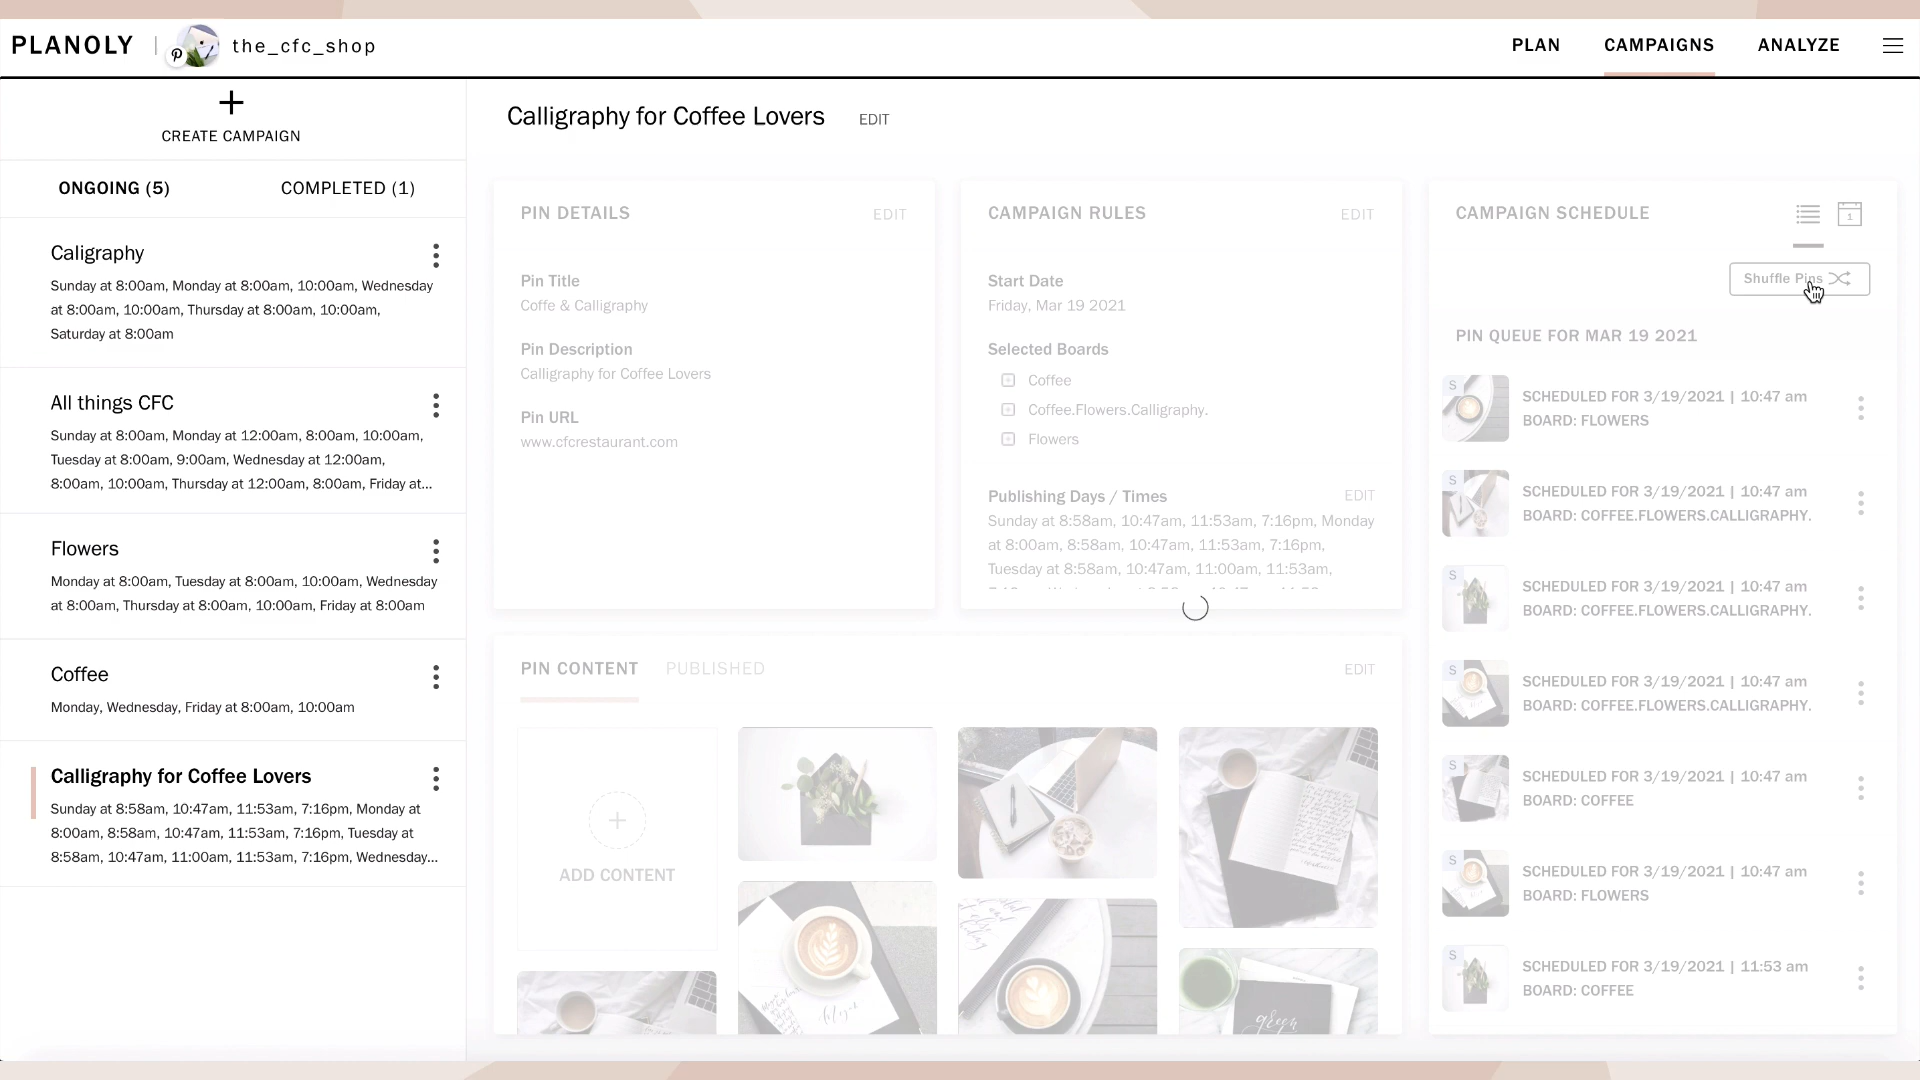 PLANOLY
the_cfc_shop
PLAN
CAMPAIGNS
ANALYZE
CREATE CAMPAIGN
ONGOING (5)
COMPLETED (1)
Caligraphy
Sunday at 8:00am, Monday at 8:00am, 10:00am, Wednesday
at 8:00am, 10:00am, Thursday at 8:00am, 10:00am,
Saturday at 8:00am
All things CFC
Sunday at 8:00am, Monday at 12:00am, 8:00am, 10:00am,
Tuesday at 8:00am, 9:00am, Wednesday at 12:00am,
8:00am, 10:00am, Thursday at 12:00am, 8:00am, Friday at...
Flowers
Monday at 8:00am, Tuesday at 8:00am, 10:00am, Wednesday
at 8:00am, Thursday at 8:00am, 10:00am, Friday at 8:00am
Coffee
Monday, Wednesday, Friday at 8:00am, 10:00am
Calligraphy for Coffee Lovers
Sunday at 8:58am, 10:47am, 11:53am, 7:16pm, Monday at
8:00am, 8:58am, 10:47am, 11:53am, 7:16pm, Tuesday at
8:58am, 10:47am, 11:00am, 11:53am, 7:16pm, Wednesday...
Calligraphy for Coffee Lovers
EDIT
PIN DETAILS
EDIT
Pin Title
Coffe & Calligraphy
Pin Description
Calligraphy for Coffee Lovers
Pin URL
www.cfcrestaurant.com
CAMPAIGN RULES
EDIT
Start Date
Friday, Mar 19 2021
Selected Boards
Coffee
Coffee.Flowers.Calligraphy.
Flowers
Publishing Days / Times
EDIT
Sunday at 8:58am, 10:47am, 11:53am, 7:16pm, Monday
at 8:00am, 8:58am, 10:47am, 11:53am, 7:16pm,
Tuesday at 8:58am, 10:47am, 11:00am, 11:53am,
PIN CONTENT
PUBLISHED
EDIT
ADD CONTENT
green
CAMPAIGN SCHEDULE
1
Shuffle Pins
PIN QUEUE FOR MAR 19 2021
S
SCHEDULED FOR 3/19/2021 | 10:47 am
BOARD: FLOWERS
S
SCHEDULED FOR 3/19/2021 | 10:47 am
BOARD: COFFEE.FLOWERS.CALLIGRAPHY.
S
SCHEDULED FOR 3/19/2021 | 10:47 am
BOARD: COFFEE.FLOWERS.CALLIGRAPHY.
S
SCHEDULED FOR 3/19/2021 | 10:47 am
BOARD: COFFEE.FLOWERS.CALLIGRAPHY.
S
SCHEDULED FOR 3/19/2021 | 10:47 am
BOARD: COFFEE
S
SCHEDULED FOR 3/19/2021 | 10:47 am
BOARD: FLOWERS
S
SCHEDULED FOR 3/19/2021 | 11:53 am
BOARD: COFFEE